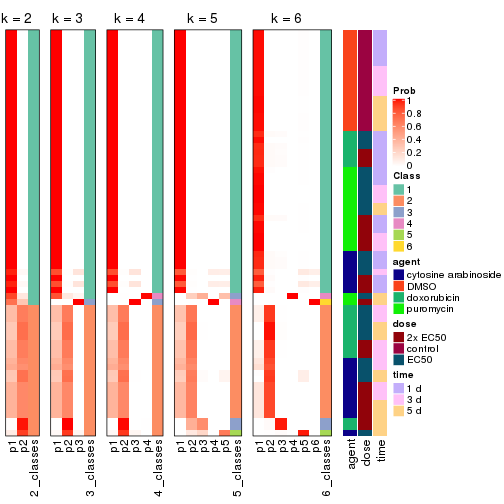 k = 2
k = 3
k = 4
k = 5
k = 6
p1
p2
2_classes
p1
p2
p3
3_classes
p1
p2
p3
p4
4_classes
p1
p2
p3
p4
p5
5_classes
p1
p2
p3
p4
p5
p6
6_classes
agent
dose
time
Prob
1
0.8
0.6
0.4
0.2
0
Class
1
2
3
4
5
6
agent
cytosine arabinoside
DMSO
doxorubicin
puromycin
dose
2x EC50
control
EC50
time
1 d
3 d
5 d